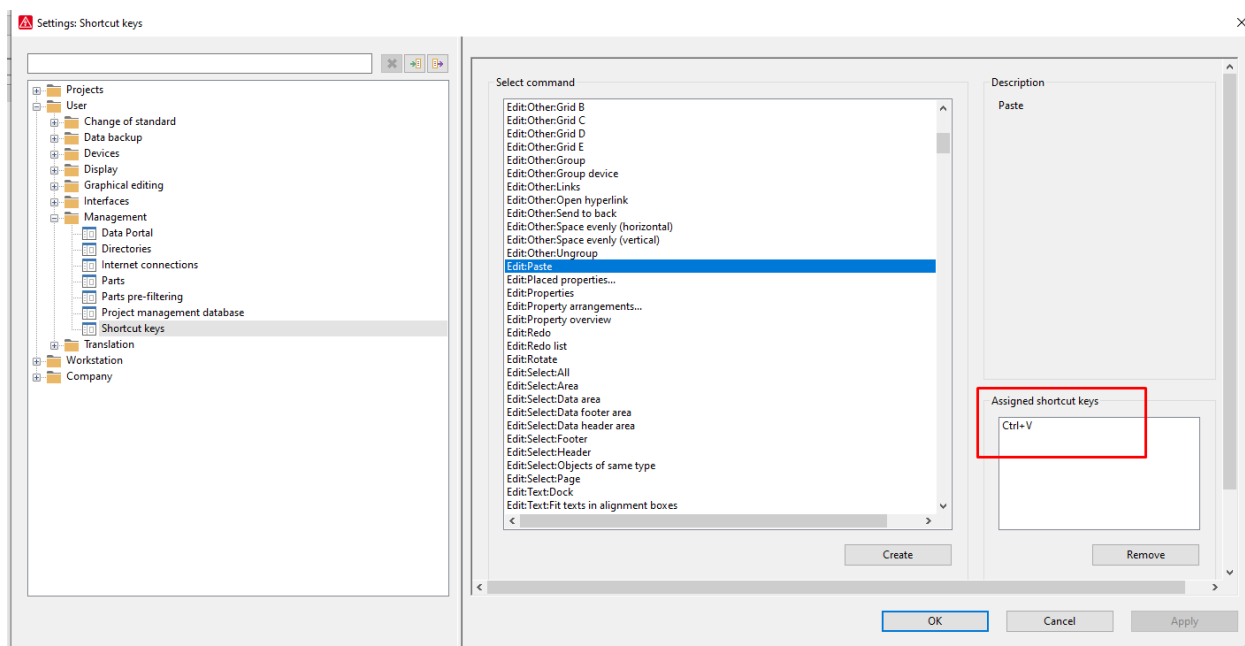 Settings: Shortcut keys
Projects
User
Change of standard
Data backup
Devices
Display
Graphical editing
Interfaces
Management
Data Portal
Directories
Internet connections
Parts
Parts pre-filtering
Project management database
Shortcut keys
Translation
Workstation
Company
Select command
Edit:Other:Grid B
Edit:Other:Grid C
Edit:Other:Grid D
Edit:Other:Grid E
Edit:Other:Group
Edit:Other:Group device
Edit:Other:Links
Edit:Other:Open hyperlink
Edit:Other:Send to back
Edit:Other:Space evenly (horizontal)
Edit:Other:Space evenly (vertical)
Edit:Other:Ungroup
Edit:Paste
Edit:Placed properties...
Edit:Properties
Edit:Property arrangements...
Edit:Property overview
Edit:Redo
Edit:Redo list
Edit:Rotate
Edit:Select:All
Edit:Select:Area
Edit:Select:Data area
Edit:Select:Data footer area
Edit:Select:Data header area
Edit:Select:Footer
Edit:Select:Header
Edit:Select:Objects of same type
Edit:Select:Page
Edit:Text:Dock
Edit:Text:Fit texts in alignment boxes
Create
Description
Paste
Assigned shortcut keys
Ctrl+V
Remove
OK
Cancel
Apply